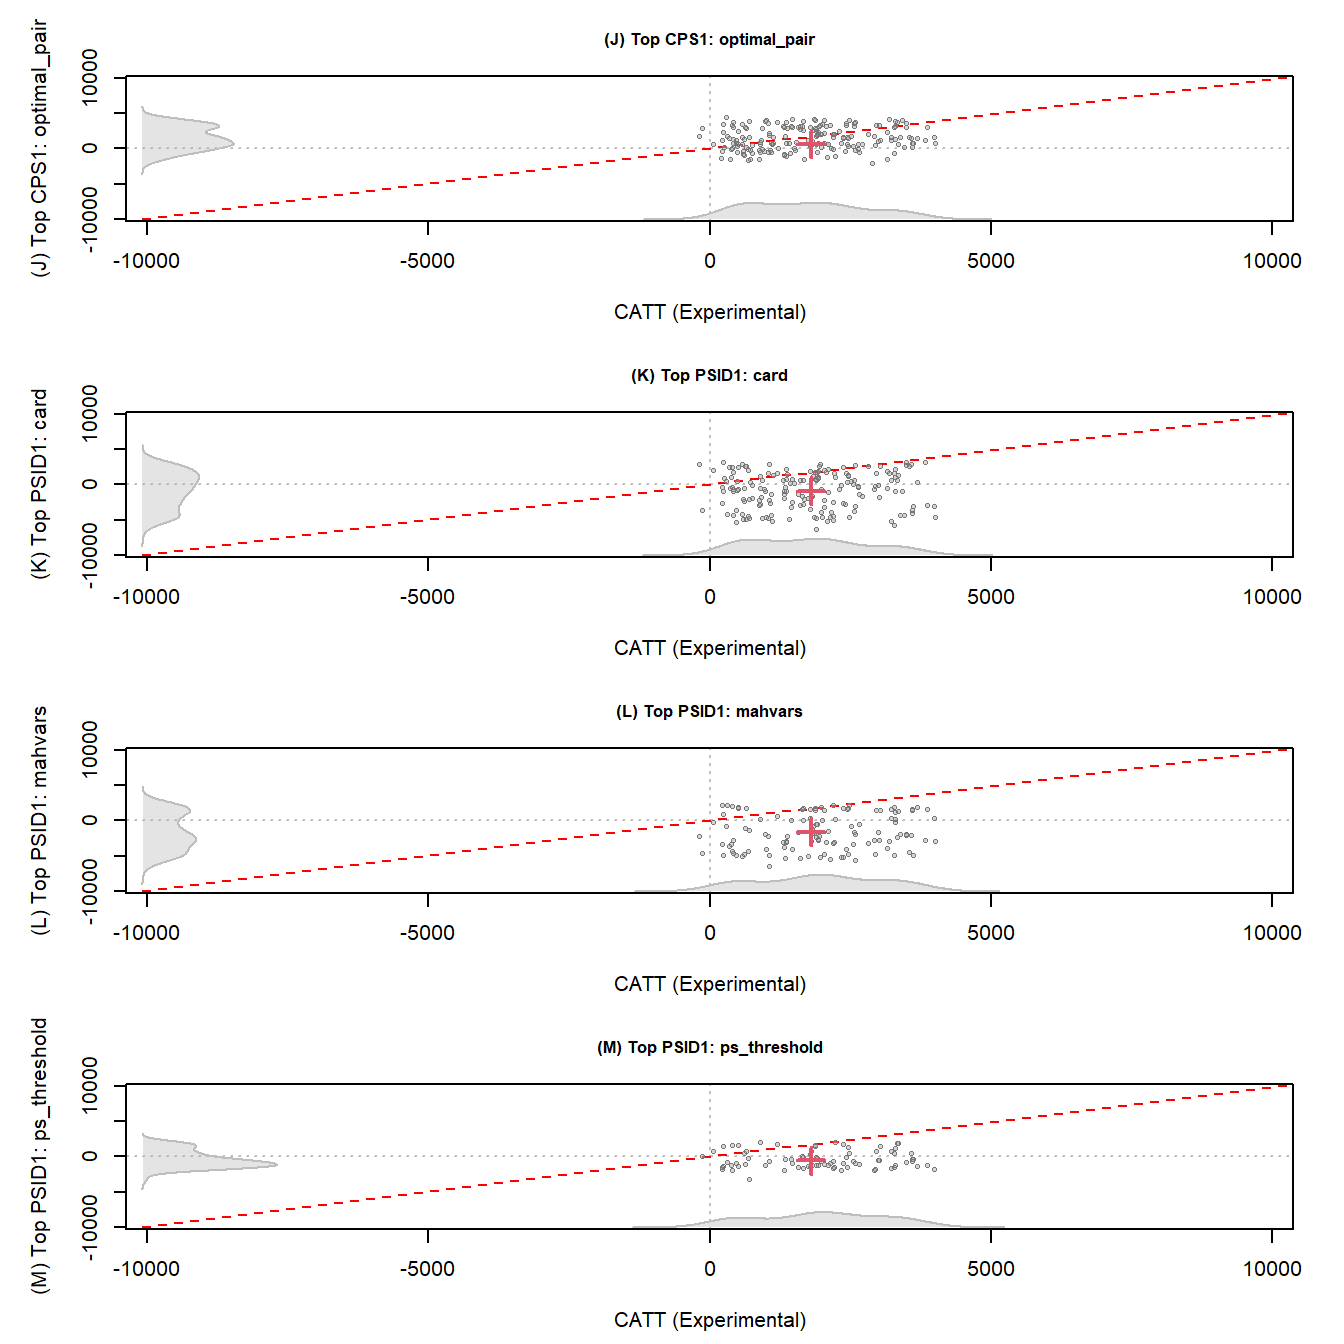 (J) Top CPS1: optimal_pair
(J) Top CPS1: optimal_pair
10000
0
-10000
-10000
-5000
0
5000
10000
CATT (Experimental)
(K) Top PSID1: card
(K) Top PSID1: card
10000
0
-10000
-10000
-5000
0
5000
10000
CATT (Experimental)
(L) Top PSID1: mahvars
(L) Top PSID1: mahvars
10000
0
-10000
-10000
-5000
0
5000
10000
CATT (Experimental)
(M) Top PSID1: ps_threshold
(M) Top PSID1: ps_threshold
10000
0
-10000
-10000
-5000
0
5000
10000
CATT (Experimental)